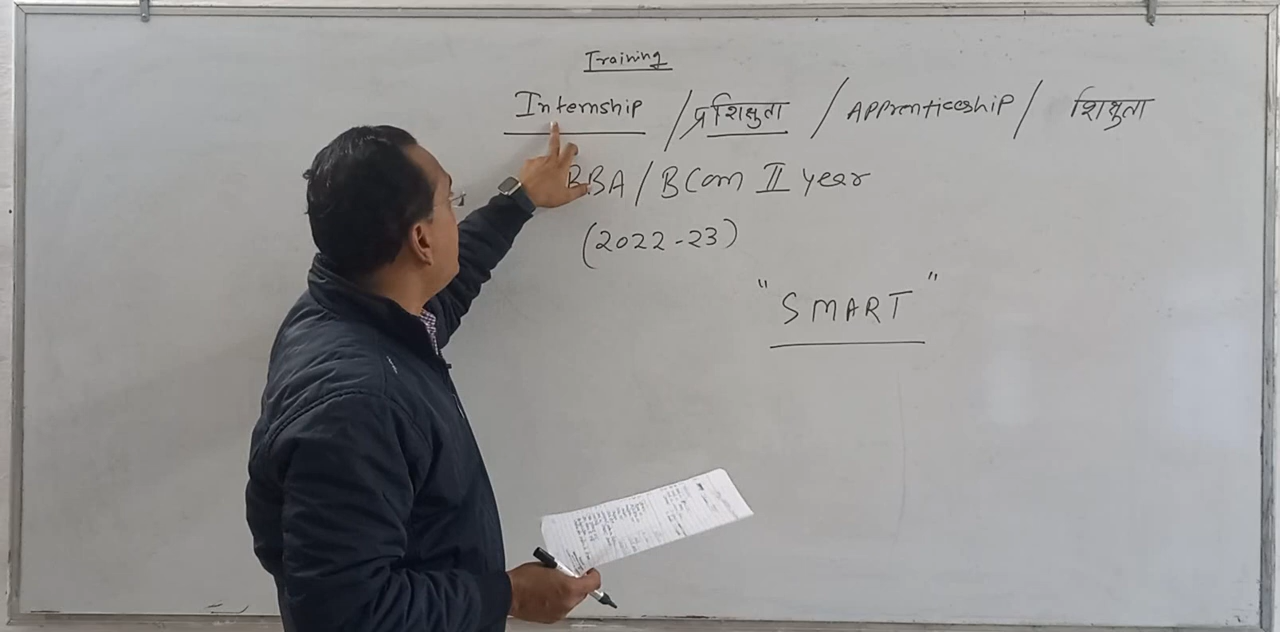 Training
Internship / प्रशिक्षुता / Apprenticeship / शिक्षुता
BBA / BCom II year
(2022-23)
"SMART"